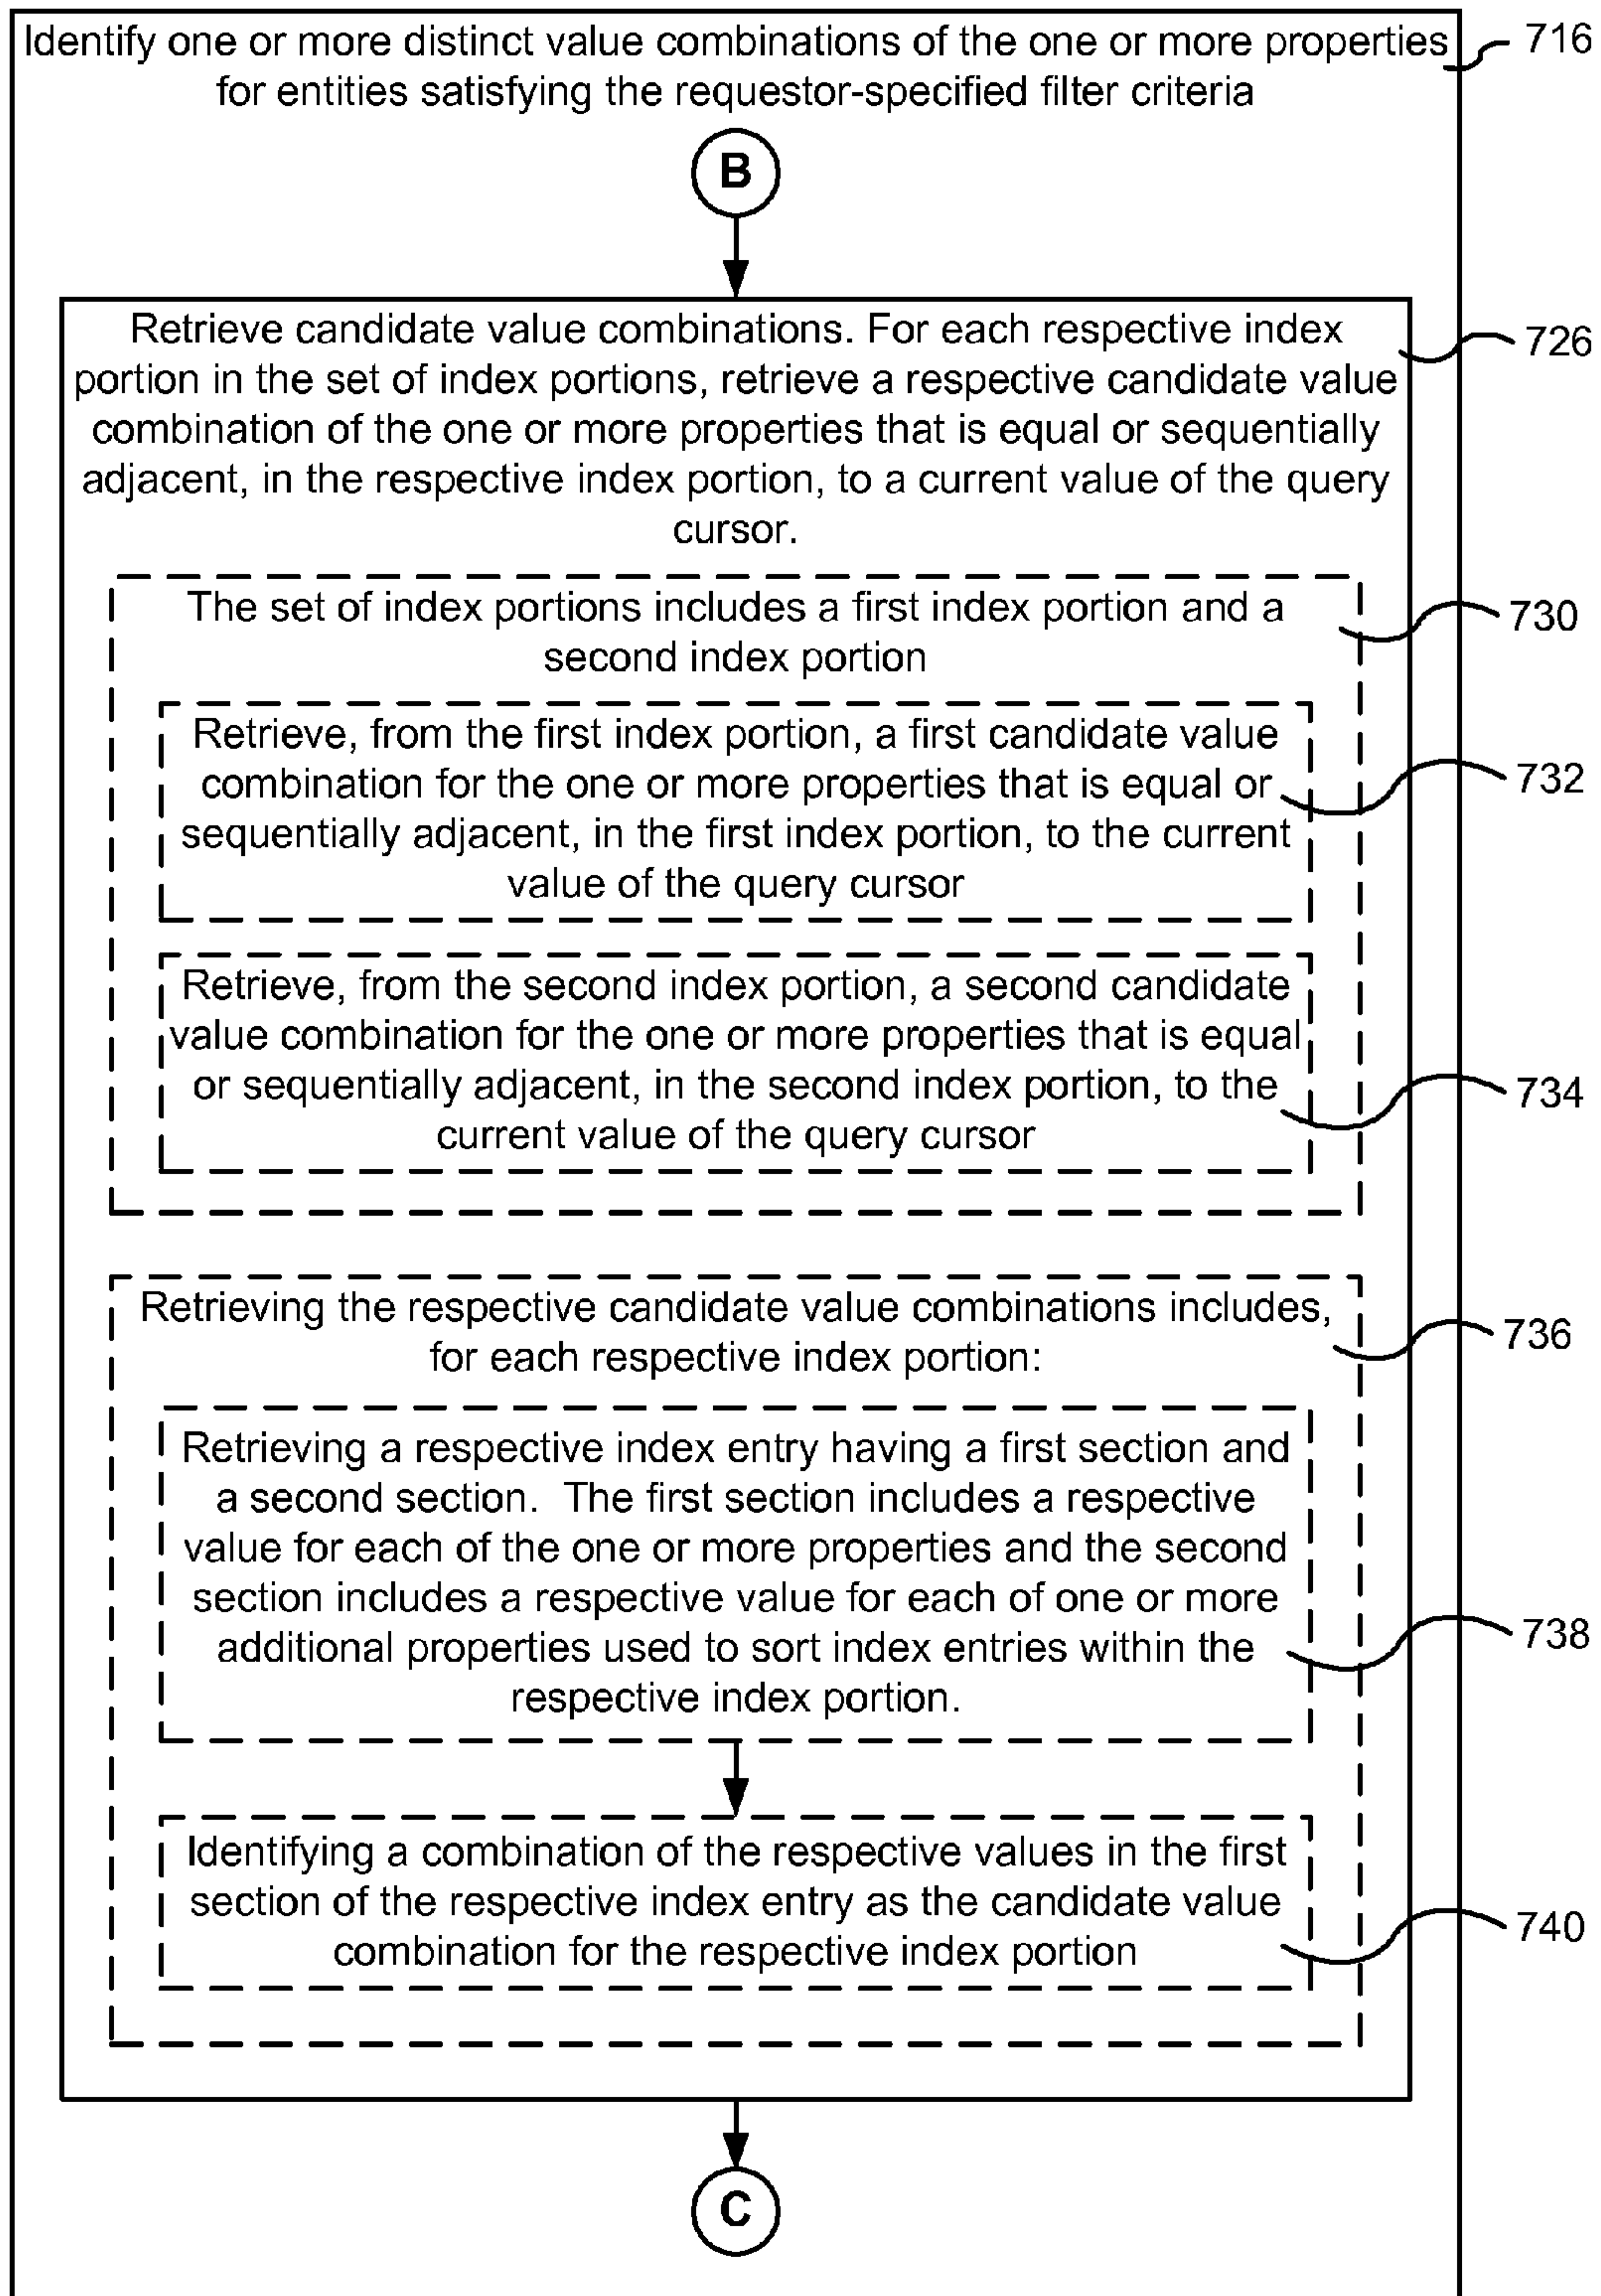 Identify one or more distinct value combinations of the one or more properties
for entities satisfying the requestor-specified filter criteria
716
B
Retrieve candidate value combinations. For each respective index
portion in the set of index portions, retrieve a respective candidate value
combination of the one or more properties that is equal or sequentially
adjacent, in the respective index portion, to a current value of the query
cursor.
726
The set of index portions includes a first index portion and a
second index portion
730
Retrieve, from the first index portion, a first candidate value
combination for the one or more properties that is equal or
sequentially adjacent, in the first index portion, to the current
value of the query cursor
732
Retrieve, from the second index portion, a second candidate
value combination for the one or more properties that is equal
or sequentially adjacent, in the second index portion, to the
current value of the query cursor
734
Retrieving the respective candidate value combinations includes,
for each respective index portion:
736
Retrieving a respective index entry having a first section and
a second section. The first section includes a respective
value for each of the one or more properties and the second
section includes a respective value for each of one or more
additional properties used to sort index entries within the
respective index portion.
738
Identifying a combination of the respective values in the first
section of the respective index entry as the candidate value
combination for the respective index portion
740
C